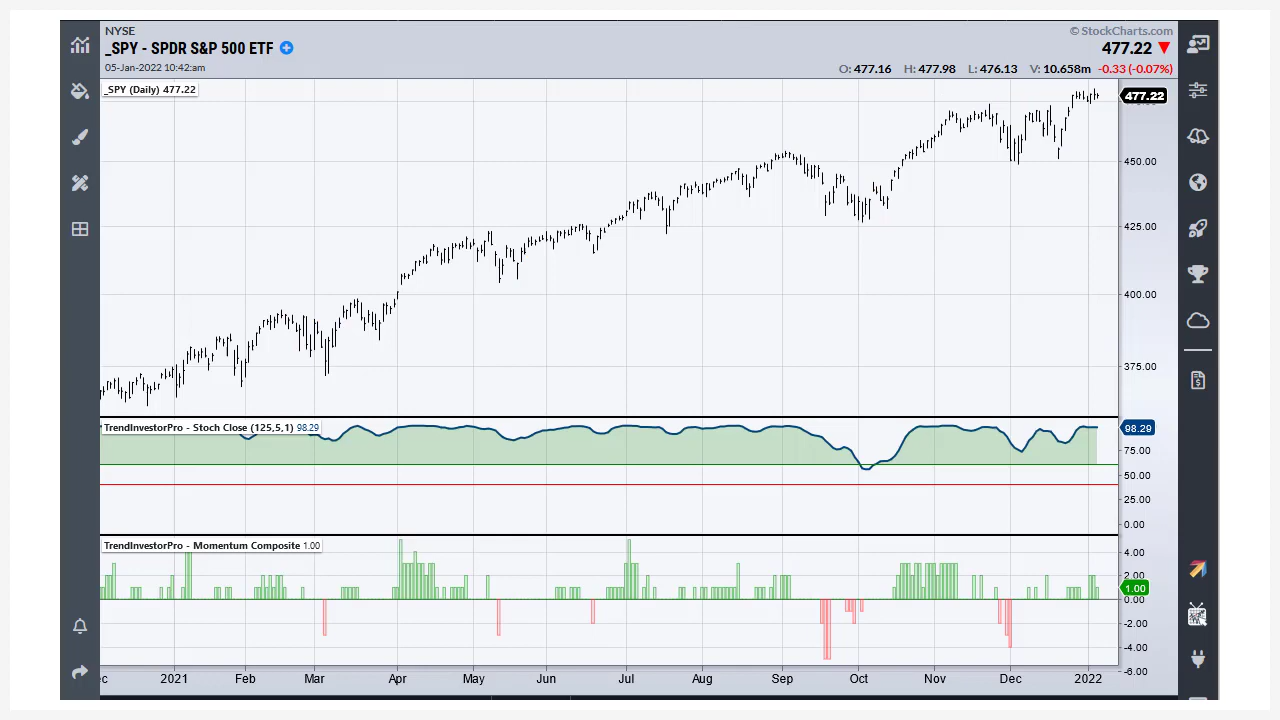 NYSE
© StockCharts.com
_SPY - SPDR S&P 500 ETF
477.22
05-Jan-2022 10:42:am
O: 477.16 H: 477.98 L: 476.13 V: 10.658m -0.33 (-0.07%)
_SPY (Daily) 477.22
477.22
450.00
425.00
400.00
375.00
TrendInvestorPro - Stoch Close (125,5,1) 98.29
98.29
75.00
50.00
25.00
0.00
TrendInvestorPro - Momentum Composite 1.00
4.00
2.00
1.00
0.00
-2.00
-4.00
-6.00
2021 Feb Mar Apr May Jun Jul Aug Sep Oct Nov Dec 2022